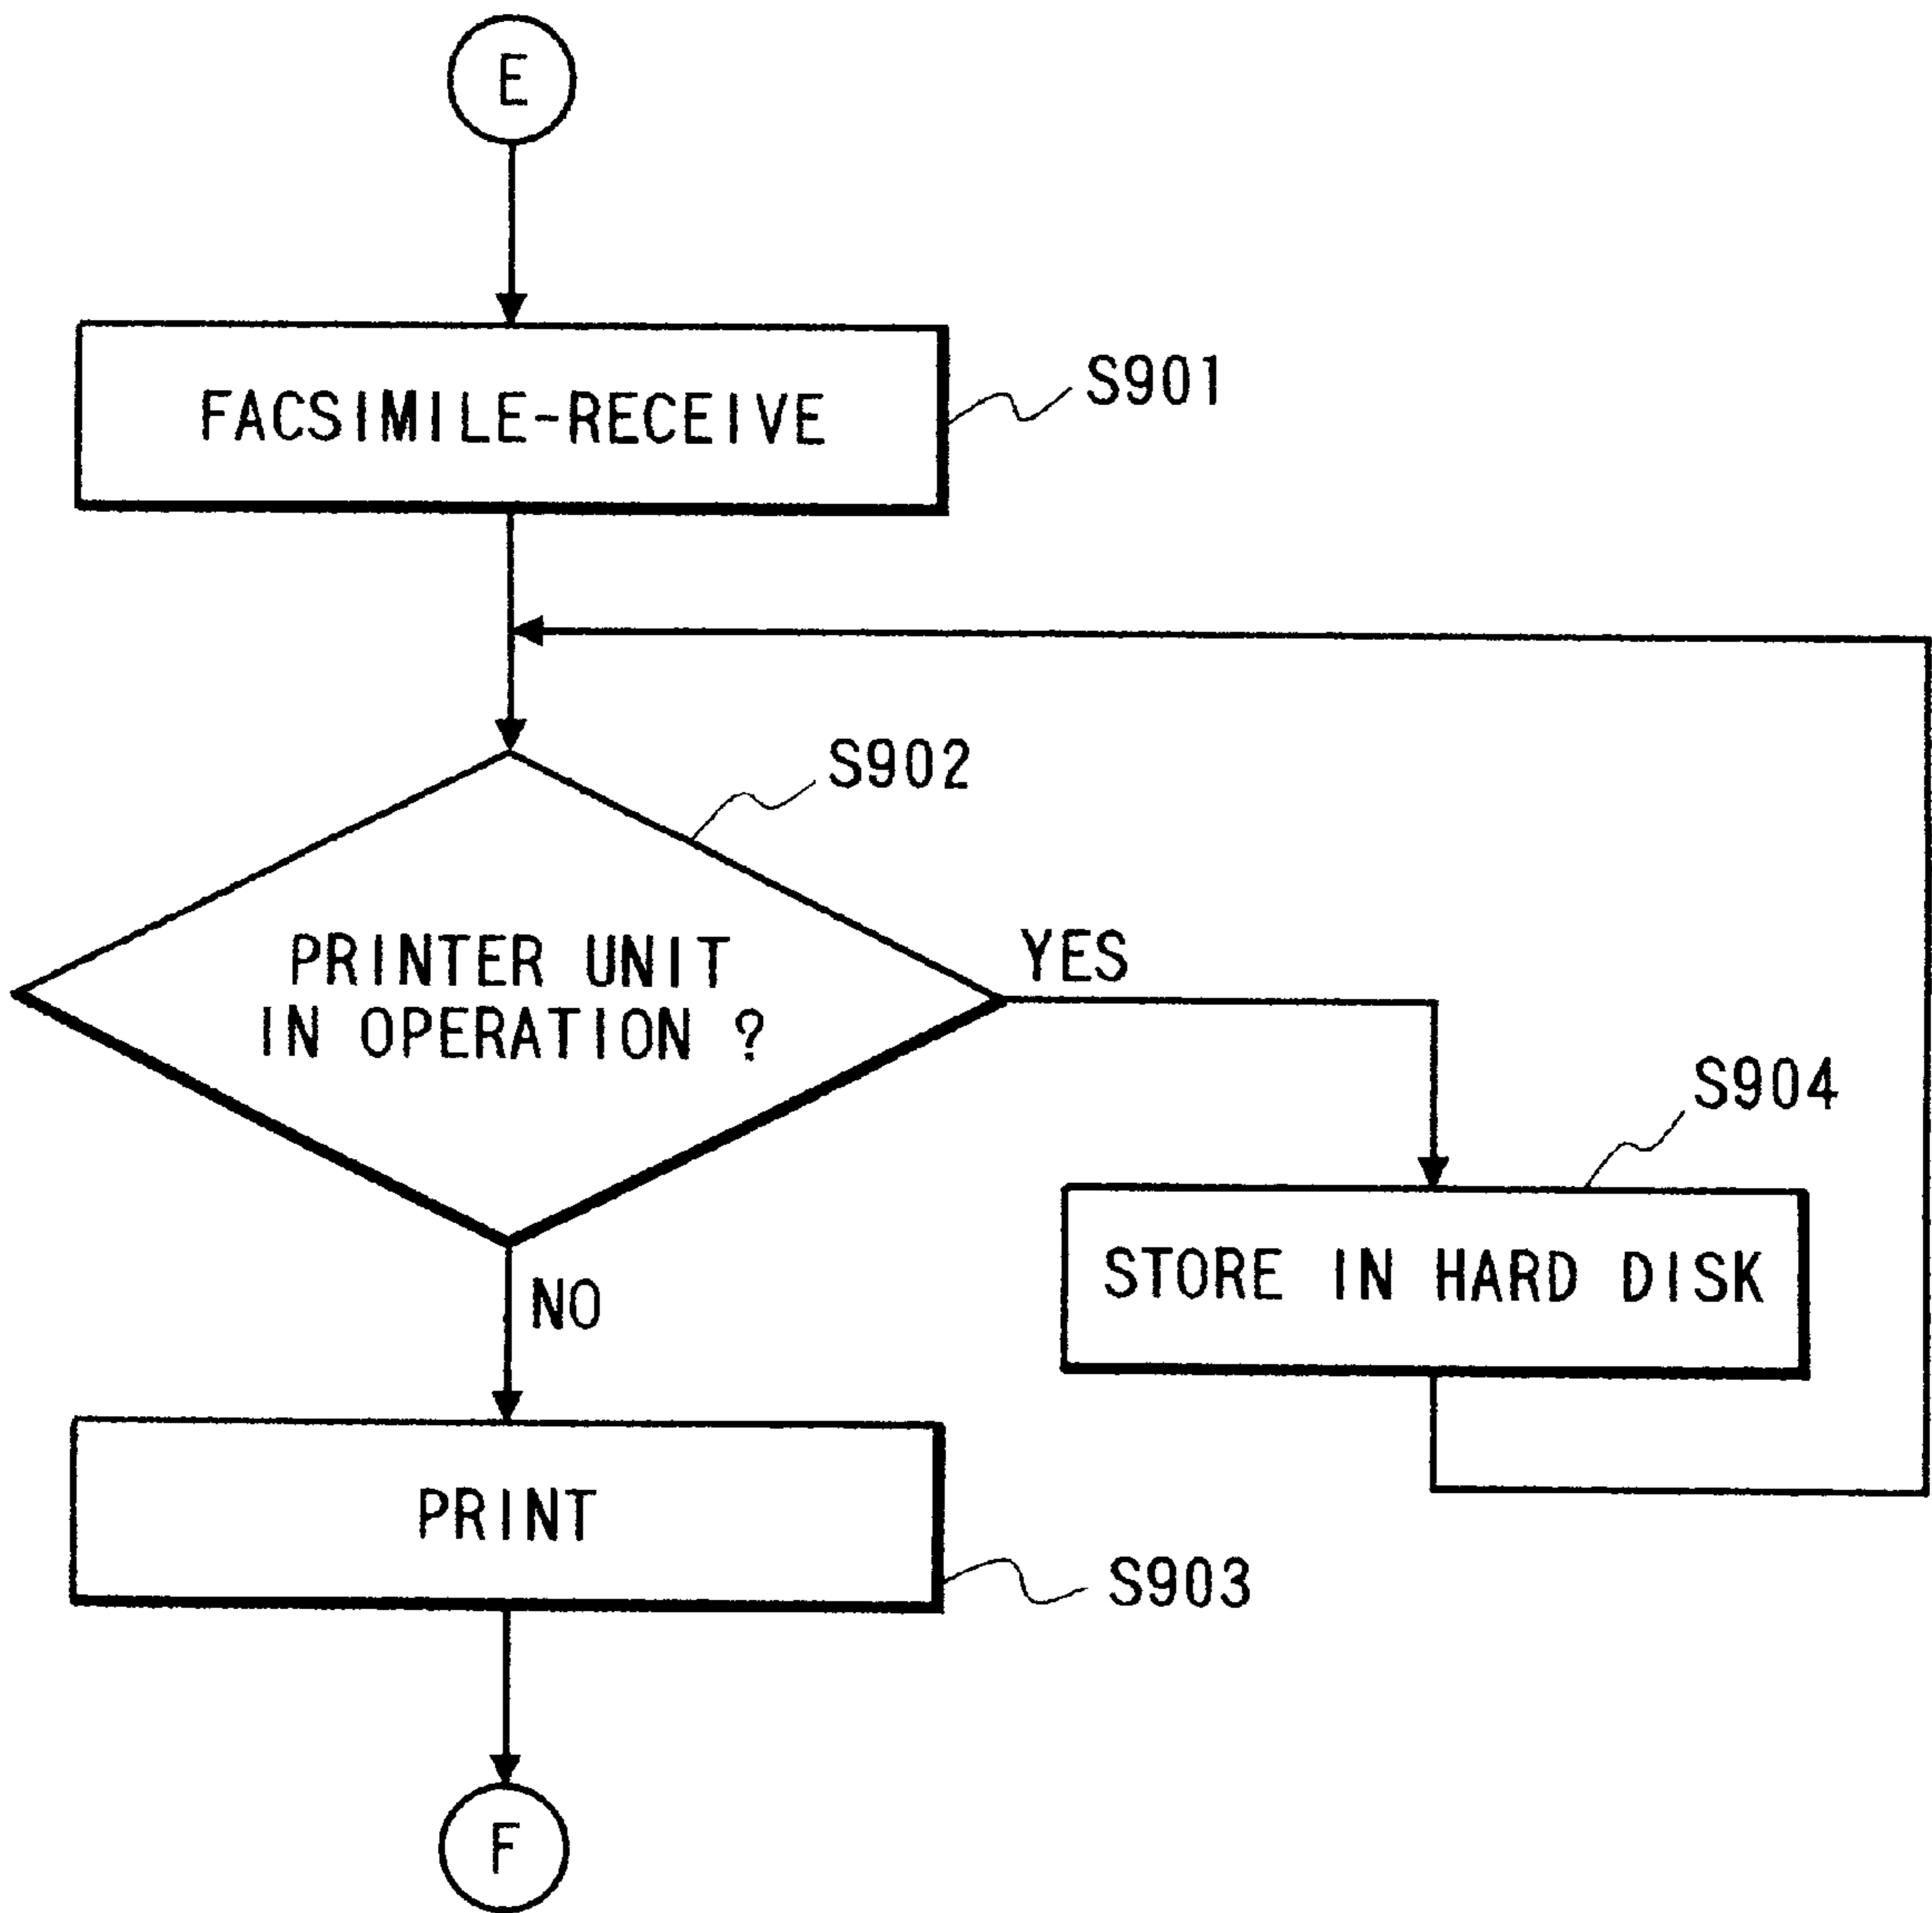 E
FACSIMILE-RECEIVE
S901
S902
PRINTER UNIT
IN OPERATION ?
YES
S904
STORE IN HARD DISK
NO
PRINT
S903
F